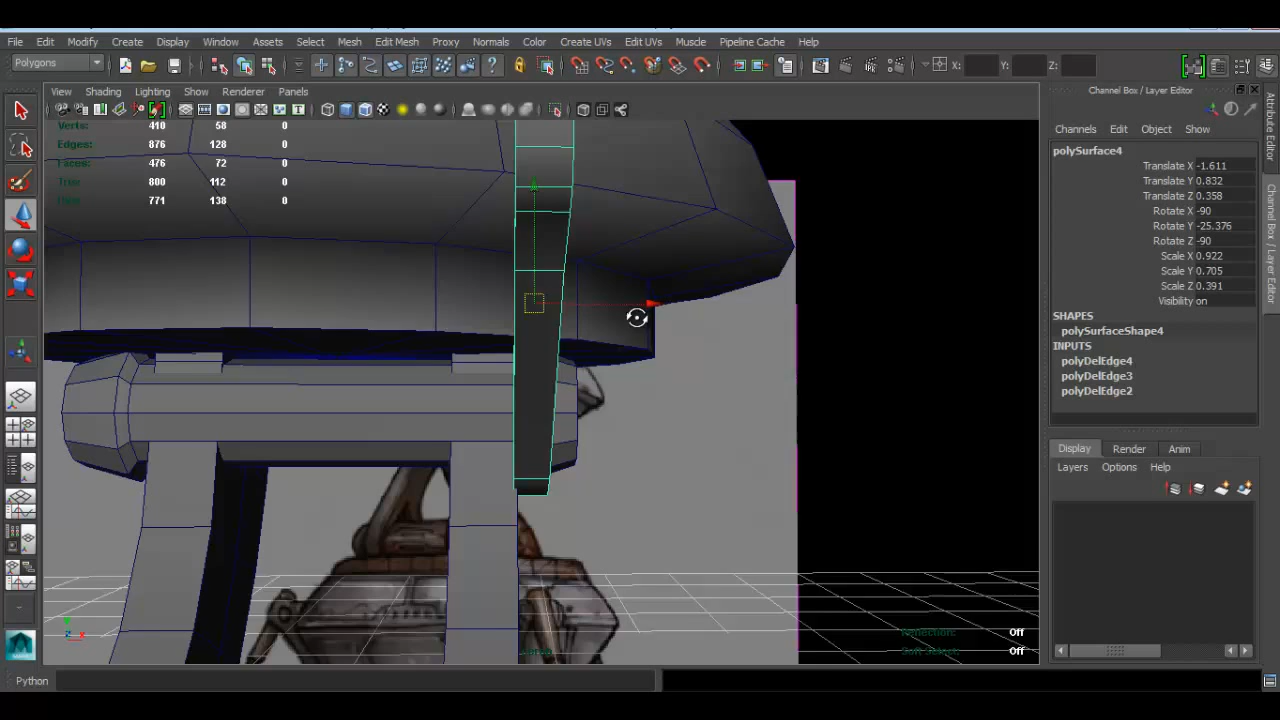 File Edit Modify Create Display Window Assets Select Mesh Edit Mesh Proxy Normals Color Create UVs Edit UVs Muscle Pipeline Cache Help
Polygons X: Y: Z:
View Shading Lighting Show Renderer Panels
Channel Box / Layer Editor
Channels Edit Object Show
Verts: 410 58 0
Edges: 876 128 0
Faces: 476 72 0
Tris: 800 112 0
771 138 0
polySurface4
Translate X -1.611
Translate Y 0.832
Translate Z 0.358
Rotate X -90
Rotate Y -25.376
Rotate Z -90
Scale X 0.922
Scale Y 0.705
Scale Z 0.391
Visibility on
SHAPES
polySurfaceShape4
INPUTS
polyDelEdge4
polyDelEdge3
polyDelEdge2
Display Render Anim
Layers Options Help
Reflection: Off
Soft Select: Off
Python
Attribute Editor
Channel Box / Layer Editor